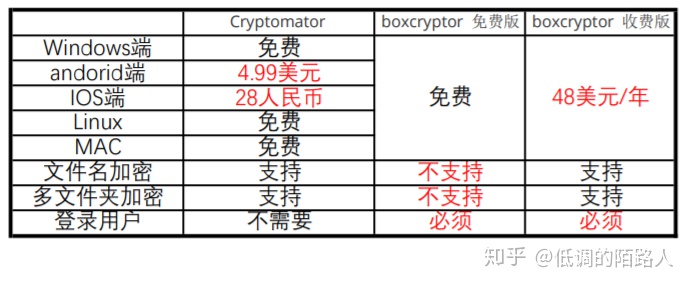 Cryptomator boxcryptor 免费版 boxcryptor 收费版
Windows端 免费
andorid端 4.99美元
IOS端 28人民币 免费 48美元/年
Linux 免费
MAC 免费
文件名加密 支持 不支持 支持
多文件夹加密 支持 不支持 支持
登录用户 不需要 必须 必须
知乎 @低调的陌路人